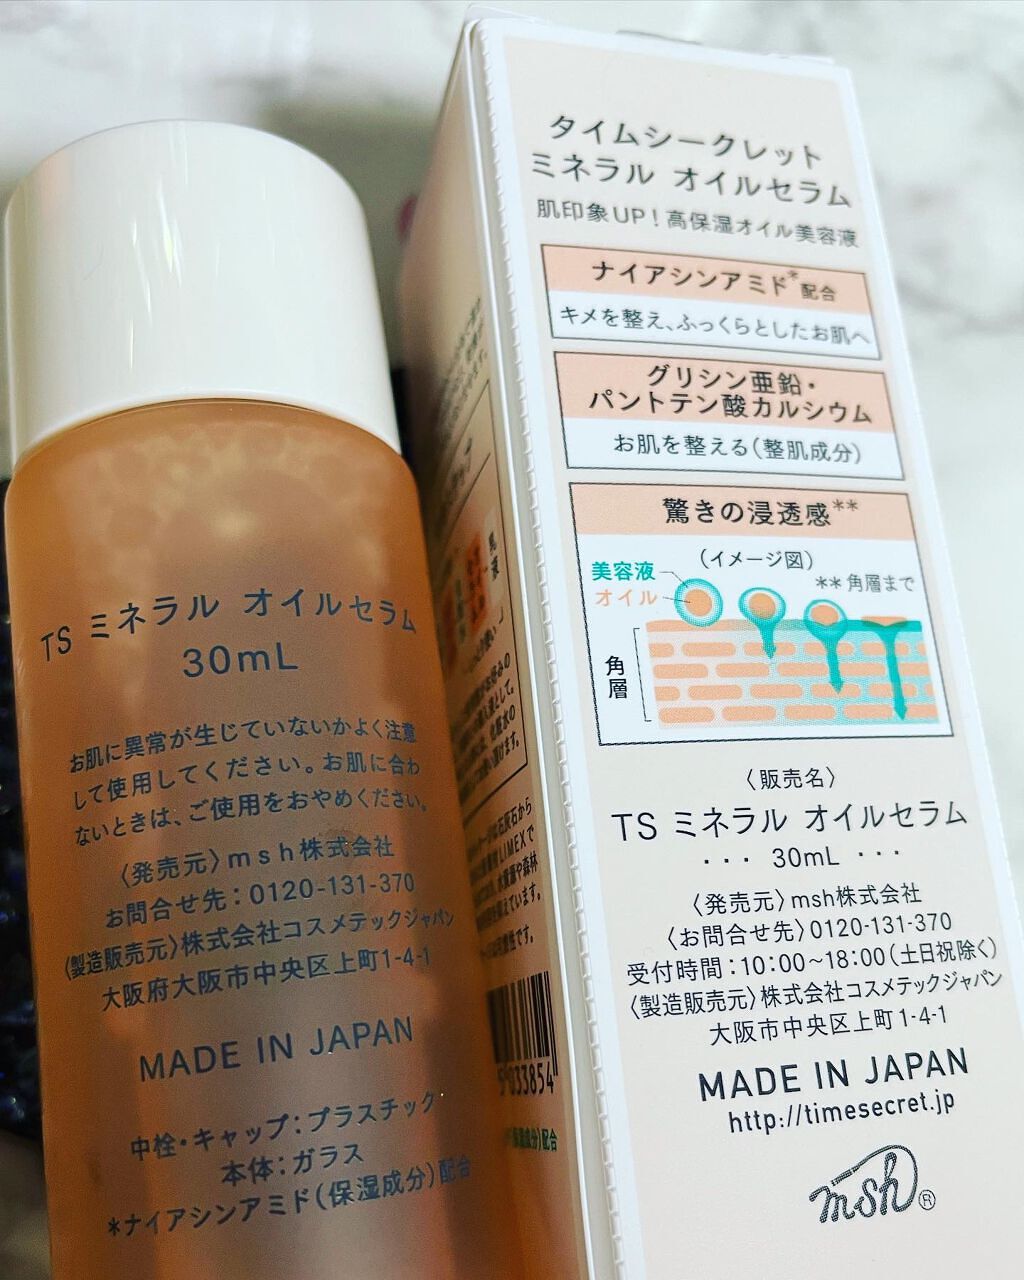 TS ミネラル オイルセラム
30mL
お肌に異常が生じていないかよく注意
して使用してください。お肌に合わ
ないときは、ご使用をおやめください。
〈発売元〉msh株式会社
お問合せ先:0120-131-370
〈製造販売元〉株式会社コスメテックジャパン
大阪府大阪市中央区上町1-4-1
MADE IN JAPAN
中栓・キャップ:プラスチック
本体:ガラス
*ナイアシンアミド(保湿成分)配合
タイムシークレット
ミネラル オイルセラム
肌印象UP!高保湿オイル美容液
ナイアシンアミド*配合
キメを整え、ふっくらとしたお肌へ
グリシン亜鉛・
パントテン酸カルシウム
お肌を整える(整肌成分)
驚きの浸透感**
(イメージ図)
美容液
オイル
**角層まで
角層
〈販売名〉
TS ミネラル オイルセラム
・・・ 30mL ・・・
〈発売元〉msh株式会社
〈お問合せ先〉0120-131-370
受付時間:10:00~18:00(土日祝除く)
〈製造販売元〉株式会社コスメテックジャパン
大阪市中央区上町1-4-1
MADE IN JAPAN
http://timesecret.jp
msh®
石灰石から
LIMEXで
033854
配合